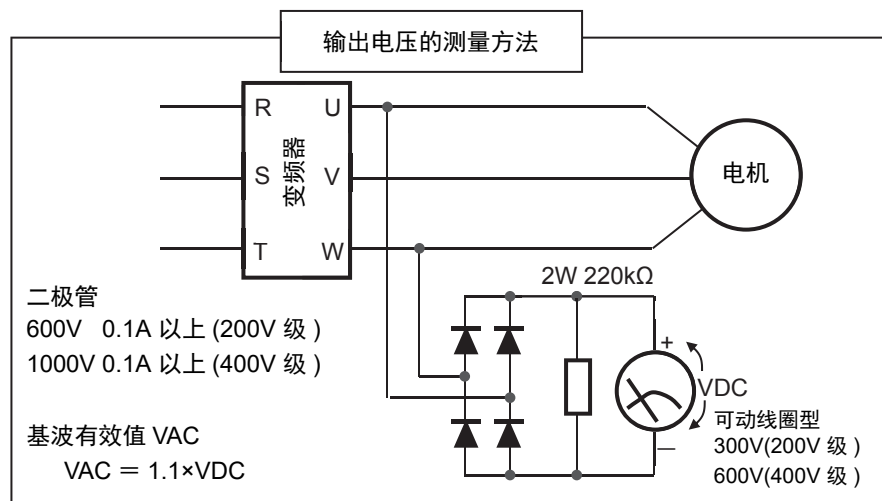 输出电压的测量方法
R
U
S
V
T
W
变频器
电机
2W 220kΩ
二极管
600V 0.1A 以上 (200V 级 )
1000V 0.1A 以上 (400V 级 )
+
VDC
−
可动线圈型
300V(200V 级 )
600V(400V 级 )
基波有效值 VAC
VAC ＝ 1.1×VDC